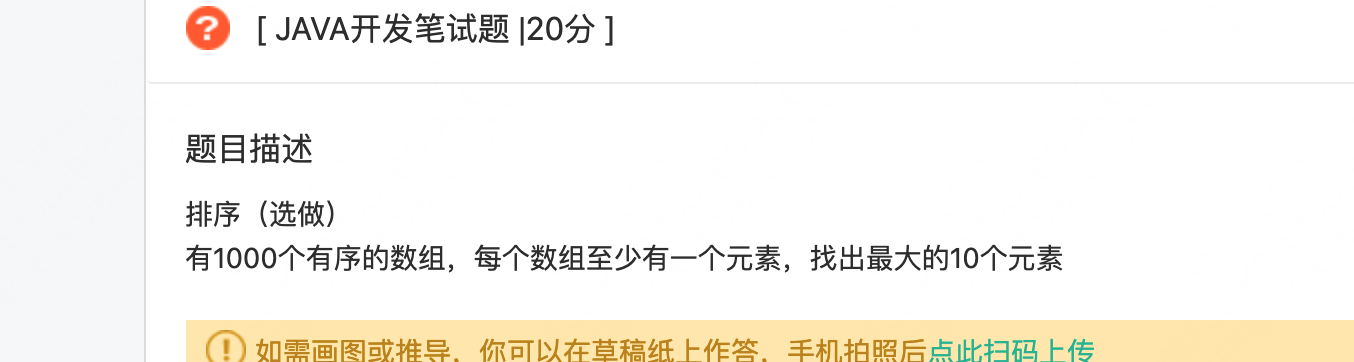 [ JAVA开发笔试题 |20分 ]
题目描述
排序（选做）
有1000个有序的数组，每个数组至少有一个元素，找出最大的10个元素
如需画图或推导，你可以在草稿纸上作答，手机拍照后点此扫码上传